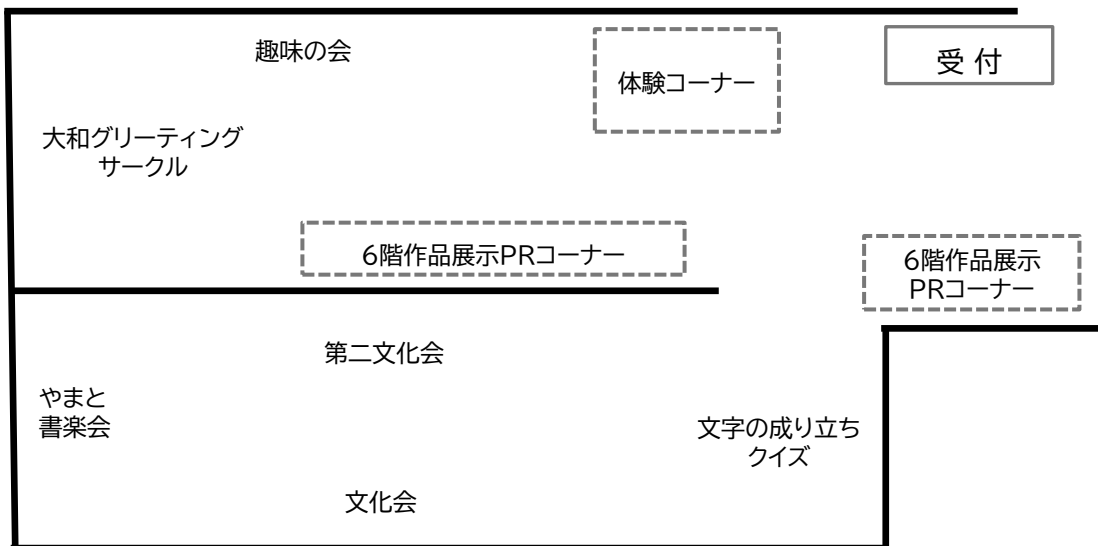 趣味の会
体験コーナー
受 付
大和グリーティング
サークル
6階作品展示PRコーナー
6階作品展示
PRコーナー
第二文化会
やまと
書楽会
文字の成り立ち
クイズ
文化会